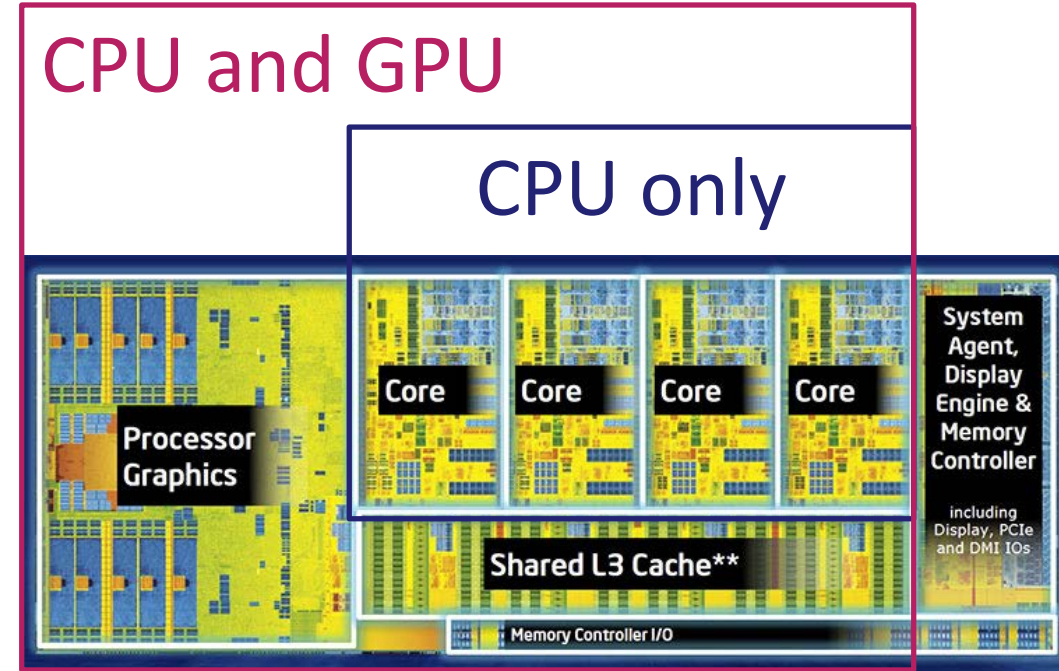 CPU and GPU
CPU only
Processor
Graphics
Core
Core
Core
Core
System
Agent,
Display
Engine &
Memory
Controller
including
Display, PCIe
and DMI IOs
Shared L3 Cache**
Memory Controller I/O